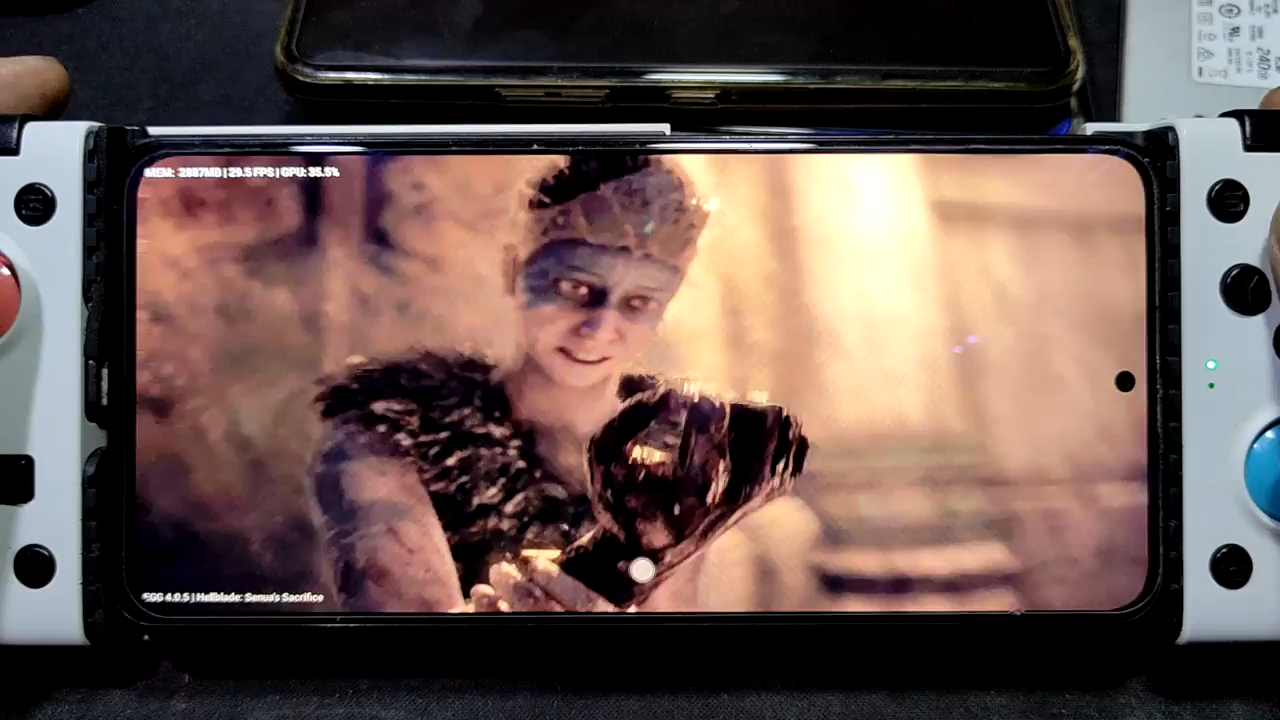 MEM: 2887MB | 29.5 FPS | GPU: 35.5%
EGG 4.0.5 | Hellblade: Senua's Sacrifice